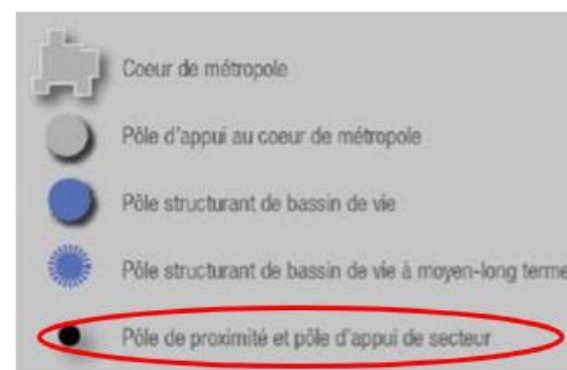 Coeur de métropole
Pôle d'appui au coeur de métropole
Pôle structurant de bassin de vie
Pôle structurant de bassin de vie à moyen-long terme
Pôle de proximité et pôle d'appui de secteur